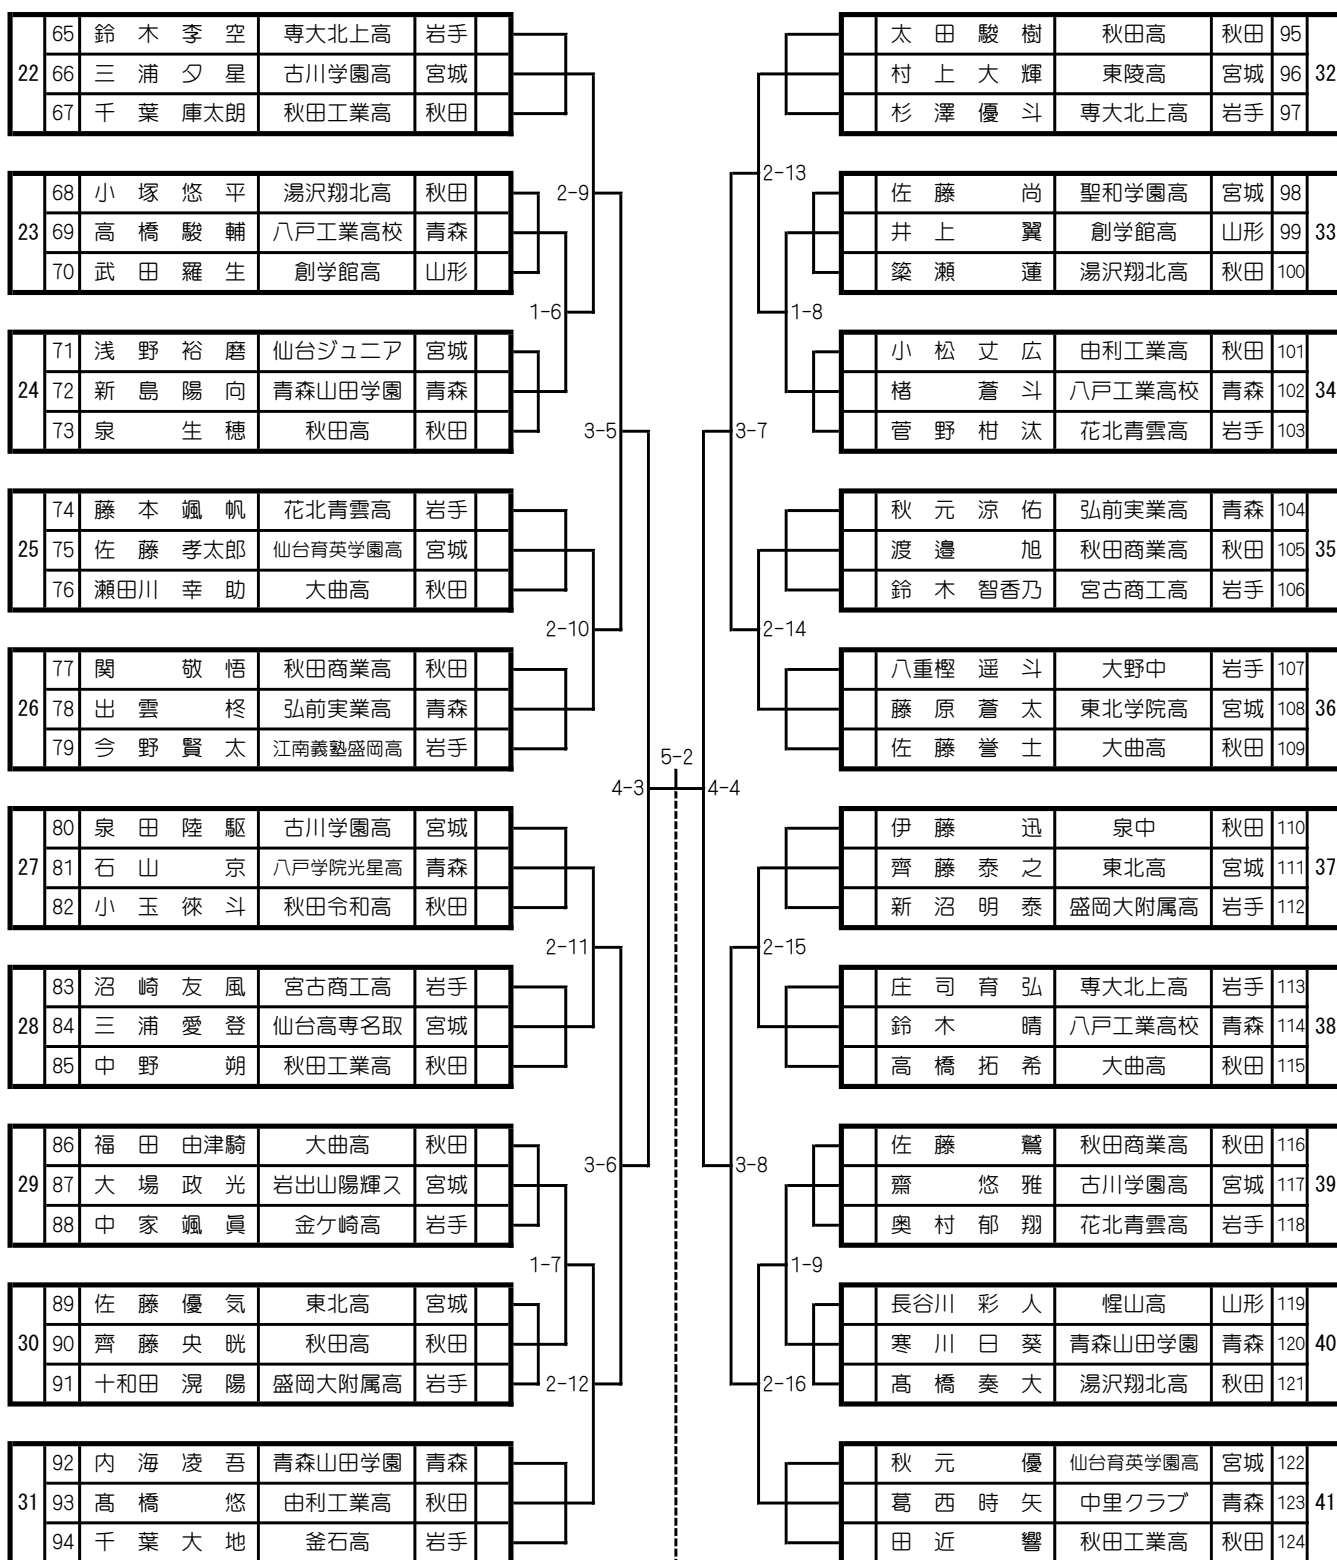 65 鈴木李空 専大北上高 岩手
22 66 三浦夕星 古川学園高 宮城
67 千葉庫太朗 秋田工業高 秋田
68 小塚悠平 湯沢翔北高 秋田
23 69 高橋駿輔 八戸工業高校 青森
70 武田羅生 創学館高 山形
71 浅野裕磨 仙台ジュニア 宮城
24 72 新島陽向 青森山田学園 青森
73 泉生穂 秋田高 秋田
74 藤本颯帆 花北青雲高 岩手
25 75 佐藤孝太郎 仙台育英学園高 宮城
76 瀬田川幸助 大曲高 秋田
77 関敬悟 秋田商業高 秋田
26 78 出雲柊 弘前実業高 青森
79 今野賢太 江南義塾盛岡高 岩手
80 泉田陸駆 古川学園高 宮城
27 81 石山京 八戸学院光星高 青森
82 小玉徠斗 秋田令和高 秋田
83 沼崎友風 宮古商工高 岩手
28 84 三浦愛登 仙台高専名取 宮城
85 中野朔 秋田工業高 秋田
86 福田由津騎 大曲高 秋田
29 87 大場政光 岩出山陽輝ス 宮城
88 中家颯眞 金ケ崎高 岩手
89 佐藤優気 東北高 宮城
30 90 齊藤央晄 秋田高 秋田
91 十和田滉陽 盛岡大附属高 岩手
92 内海凌吾 青森山田学園 青森
31 93 髙橋悠 由利工業高 秋田
94 千葉大地 釜石高 岩手
2-9
1-6
3-5
2-10
4-3
2-11
3-6
1-7
2-12
5-2
2-13
1-8
3-7
2-14
4-4
2-15
3-8
1-9
2-16
太田駿樹 秋田高 秋田 95
村上大輝 東陵高 宮城 96 32
杉澤優斗 専大北上高 岩手 97
佐藤尚 聖和学園高 宮城 98
井上翼 創学館高 山形 99 33
簗瀬蓮 湯沢翔北高 秋田 100
小松丈広 由利工業高 秋田 101
楮蒼斗 八戸工業高校 青森 102 34
菅野柑汰 花北青雲高 岩手 103
秋元涼佑 弘前実業高 青森 104
渡邉旭 秋田商業高 秋田 105 35
鈴木智香乃 宮古商工高 岩手 106
八重樫遥斗 大野中 岩手 107
藤原蒼太 東北学院高 宮城 108 36
佐藤誉士 大曲高 秋田 109
伊藤迅 泉中 秋田 110
齊藤泰之 東北高 宮城 111 37
新沼明泰 盛岡大附属高 岩手 112
庄司育弘 専大北上高 岩手 113
鈴木晴 八戸工業高校 青森 114 38
高橋拓希 大曲高 秋田 115
佐藤鷲 秋田商業高 秋田 116
齋悠雅 古川学園高 宮城 117 39
奥村郁翔 花北青雲高 岩手 118
長谷川彩人 惺山高 山形 119
寒川日葵 青森山田学園 青森 120 40
髙橋奏大 湯沢翔北高 秋田 121
秋元優 仙台育英学園高 宮城 122
葛西時矢 中里クラブ 青森 123 41
田近響 秋田工業高 秋田 124